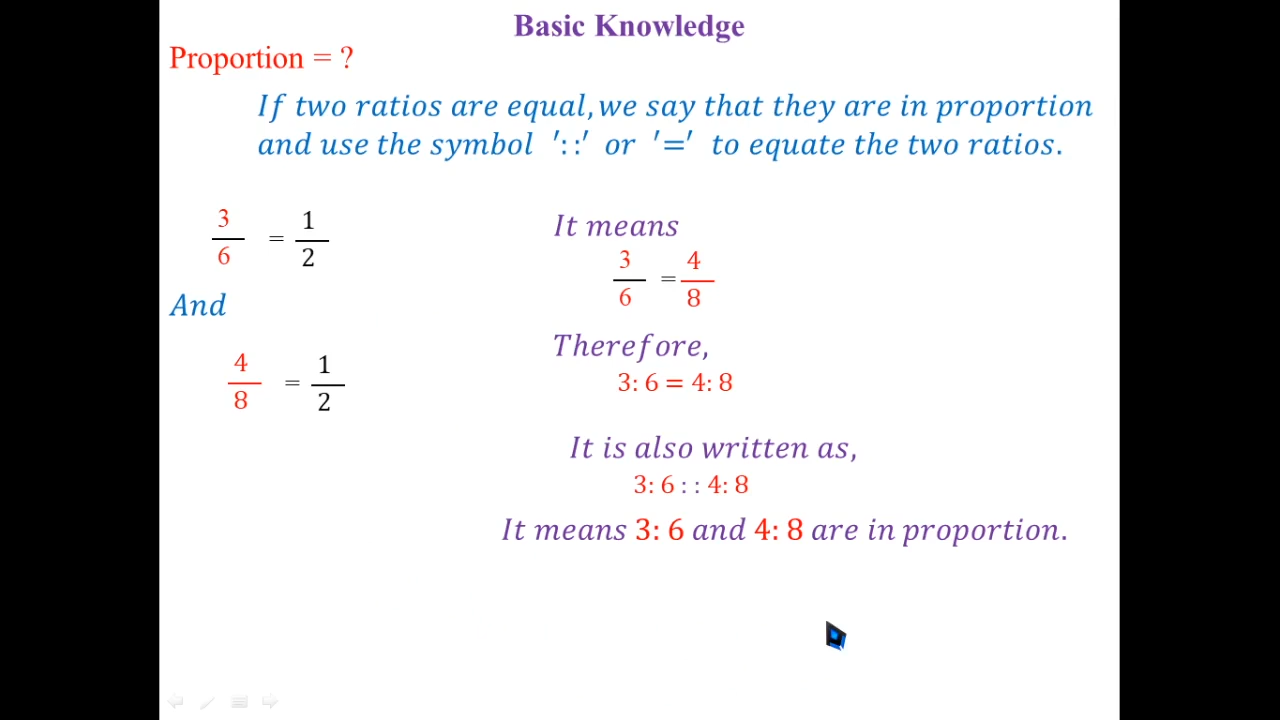 Basic Knowledge
Proportion = ?
If two ratios are equal, we say that they are in proportion
and use the symbol '∶∶' or '=' to equate the two ratios.
3/6 = 1/2
And
4/8 = 1/2
It means
3/6 = 4/8
Therefore,
3: 6 = 4: 8
It is also written as,
3: 6 ∶∶ 4: 8
It means 3: 6 and 4: 8 are in proportion.